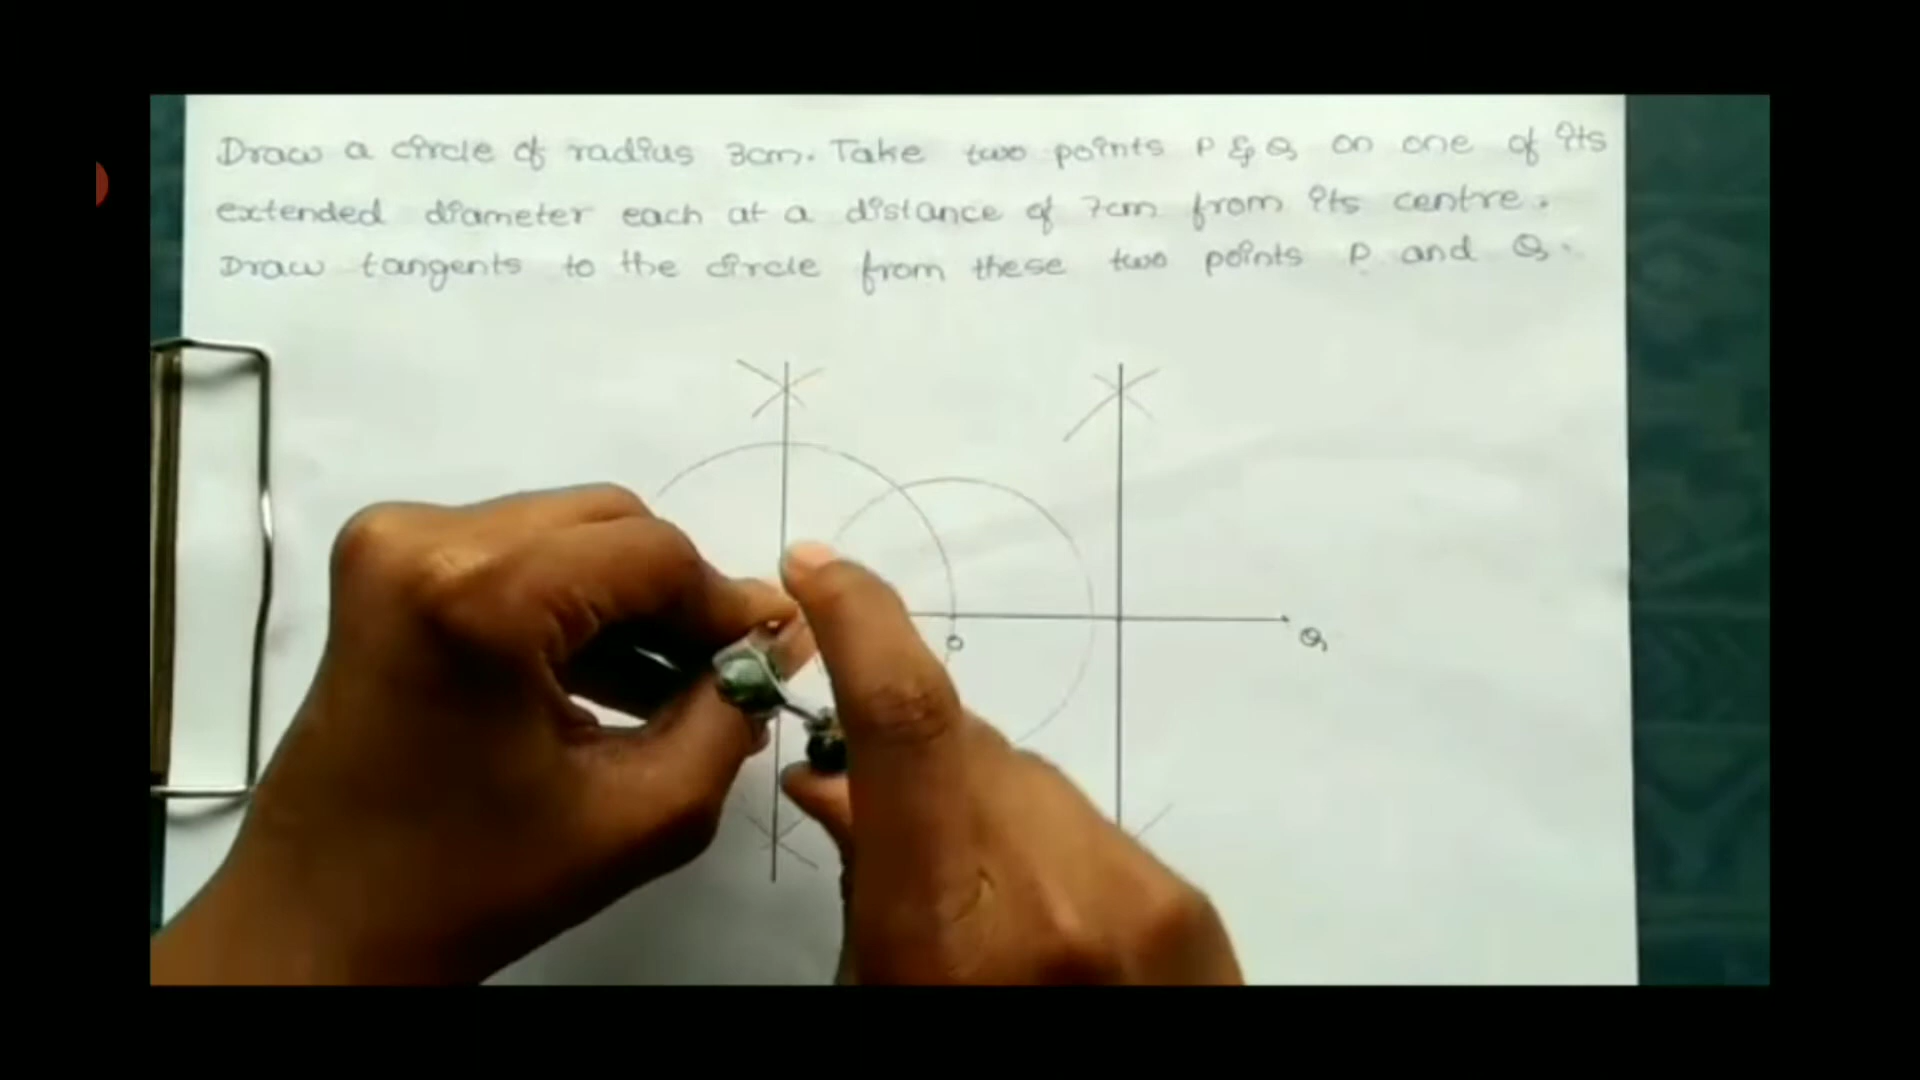 Draw a circle of radius 3cm. Take two points P & Q on one of its
extended diameter each at a distance of 7cm from its centre.
Draw tangents to the circle from these two points P and Q.
O
Q